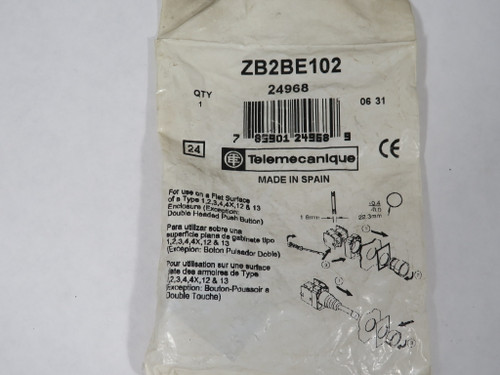 ZB2BE102
24968
QTY
1
06 31
7 85901 24968 9
24
Telemecanique
CE
MADE IN SPAIN
For use on a Flat Surface
of a Type 1,2,3,4,4X,12 & 13
Enclosure (Exception:
Double Headed Push Button)
Para utilizar sobre una
superficie plana de gabinete tipo
1,2,3,4,4X,12 & 13
(Excepcion: Boton Pulsador Doble)
Pour utilisation sur une surface
plate des armoires de Type
1,2,3,4,4X,12 & 13
(Exception: Bouton-Poussoir a
Double Touche)
22,3mm